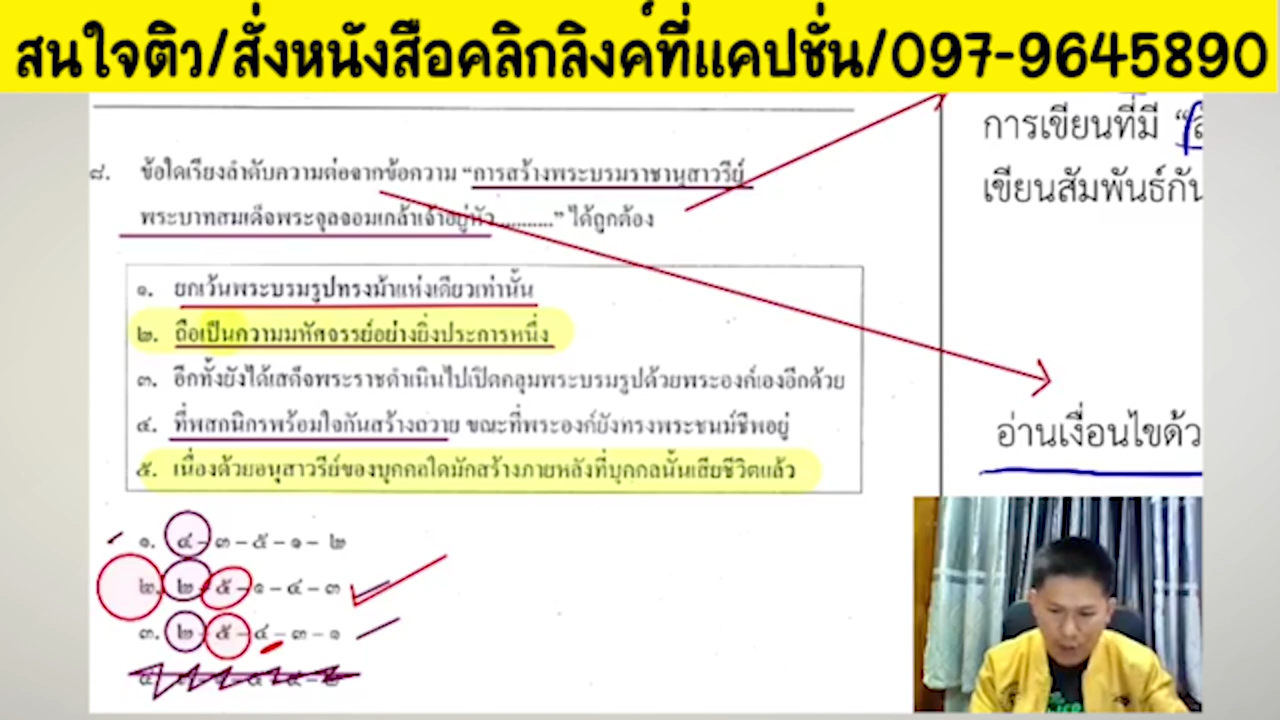 สนใจติว/สั่งหนังสือคลิกลิงค์ที่แคปชั่น/097-9645890
การเขียนที่มี
เขียนสัมพันธ์กัน
๘. ข้อใดเรียงลำดับความต่อจากข้อความ “การสร้างพระบรมราชานุสาวรีย์
พระบาทสมเด็จพระจุลจอมเกล้าเจ้าอยู่หัว...........” ได้ถูกต้อง
๑. ยกเว้นพระบรมรูปทรงม้าแห่งเดียวเท่านั้น
๒. ถือเป็นความมหัศจรรย์อย่างยิ่งประการหนึ่ง
๓. อีกทั้งยังได้เสด็จพระราชดำเนินไปเปิดคลุมพระบรมรูปด้วยพระองค์เองอีกด้วย
๔. ที่พสกนิกรพร้อมใจกันสร้างถวาย ขณะที่พระองค์ยังทรงพระชนม์ชีพอยู่
๕. เนื่องด้วยอนุสาวรีย์ของบุคคลใดมักสร้างภายหลังที่บุคคลนั้นเสียชีวิตแล้ว
อ่านเงื่อนไขด้ว
๑. ๔ – ๓ – ๕ – ๑ – ๒
๒. ๒ – ๕ – ๑ – ๔ – ๓
๓. ๒ – ๕ – ๔ – ๓ – ๑